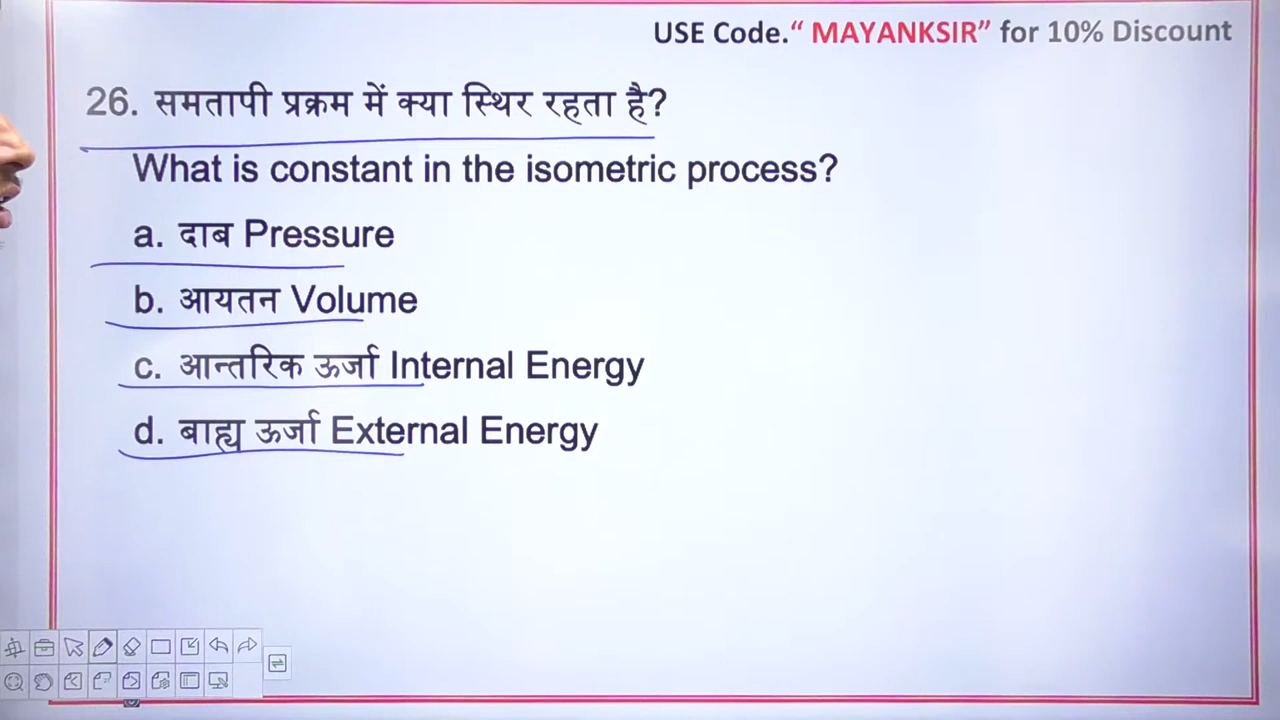 USE Code.“ MAYANKSIR” for 10% Discount
26. समतापी प्रक्रम में क्या स्थिर रहता है?
What is constant in the isometric process?
a. दाब Pressure
b. आयतन Volume
c. आन्तरिक ऊर्जा Internal Energy
d. बाह्य ऊर्जा External Energy